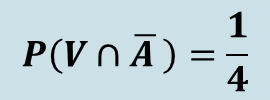 P(V ∩ A̅) = 1/4